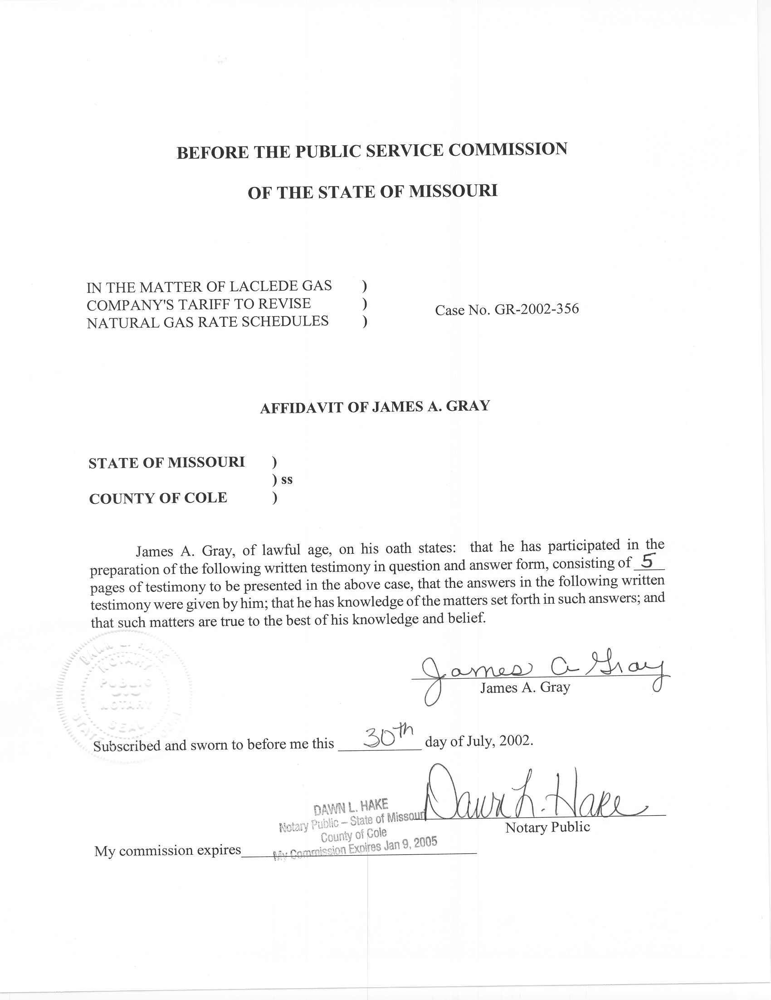 BEFORE THE PUBLIC SERVICE COMMISSION
OF THE STATE OF MISSOURI
IN THE MATTER OF LACLEDE GAS )
COMPANY'S TARIFF TO REVISE ) Case No. GR-2002-356
NATURAL GAS RATE SCHEDULES )
AFFIDAVIT OF JAMES A. GRAY
STATE OF MISSOURI )
) ss
COUNTY OF COLE )
James A. Gray, of lawful age, on his oath states: that he has participated in the
preparation of the following written testimony in question and answer form, consisting of 5
pages of testimony to be presented in the above case, that the answers in the following written
testimony were given by him; that he has knowledge of the matters set forth in such answers; and
that such matters are true to the best of his knowledge and belief.
DAWN L. HAKE
NOTARY
PUBLIC
NOTARY
SEAL
James A Gray
James A. Gray
Subscribed and sworn to before me this 30th day of July, 2002.
Dawn L. Hake
Notary Public
DAWN L. HAKE
Notary Public – State of Missouri
County of Cole
My Commission Expires Jan 9, 2005
My commission expires